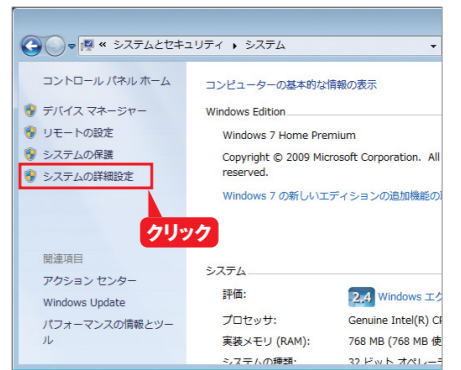 « システムとセキュリティ ▸ システム
コントロール パネル ホーム
デバイス マネージャー
リモートの設定
システムの保護
システムの詳細設定
クリック
関連項目
アクション センター
Windows Update
パフォーマンスの情報とツー
ル
コンピューターの基本的な情報の表示
Windows Edition
Windows 7 Home Premium
Copyright © 2009 Microsoft Corporation. All
reserved.
Windows 7 の新しいエディションの追加機能の
システム
評価:
2.4 Windows エク
プロセッサ:
Genuine Intel(R) CP
実装メモリ (RAM):
768 MB (768 MB 使
システムの種類:
32 ビット オペレーテ